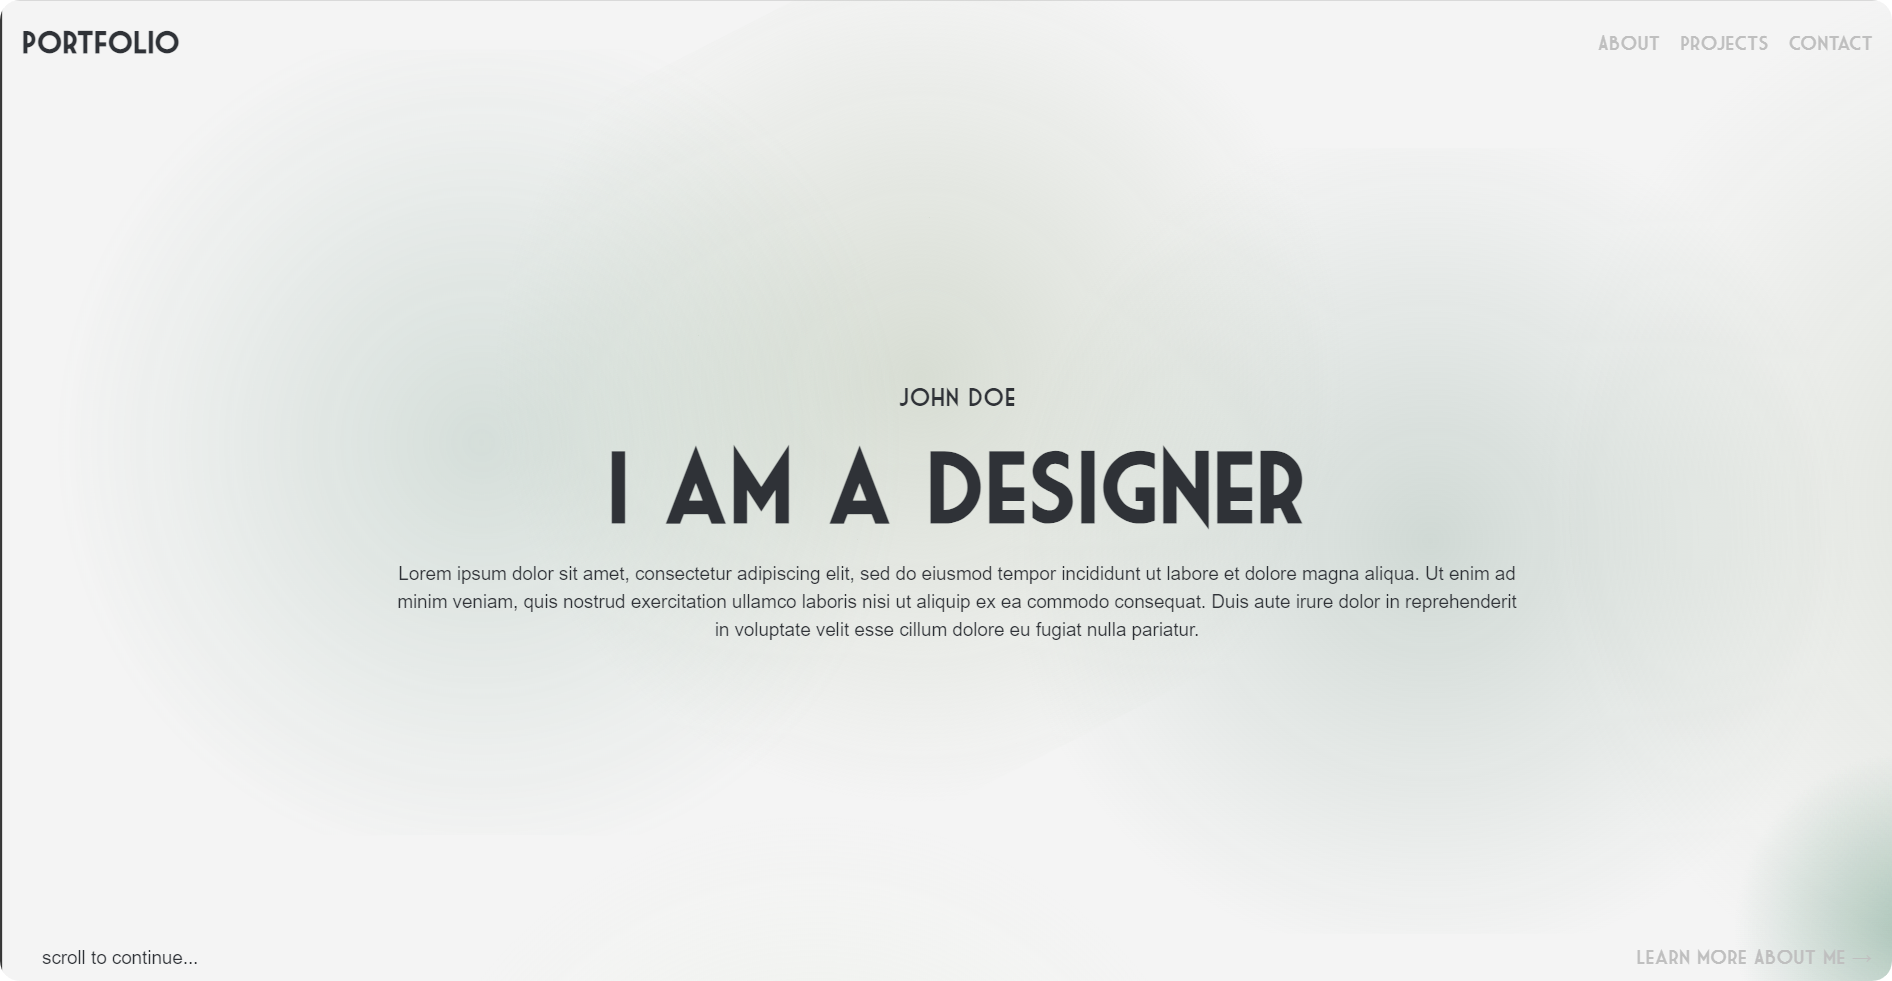 PORTFOLIO
ABOUT PROJECTS CONTACT
JOHN DOE
I AM A DESIGNER
Lorem ipsum dolor sit amet, consectetur adipiscing elit, sed do eiusmod tempor incididunt ut labore et dolore magna aliqua. Ut enim ad
minim veniam, quis nostrud exercitation ullamco laboris nisi ut aliquip ex ea commodo consequat. Duis aute irure dolor in reprehenderit
in voluptate velit esse cillum dolore eu fugiat nulla pariatur.
scroll to continue...
LEARN MORE ABOUT ME →